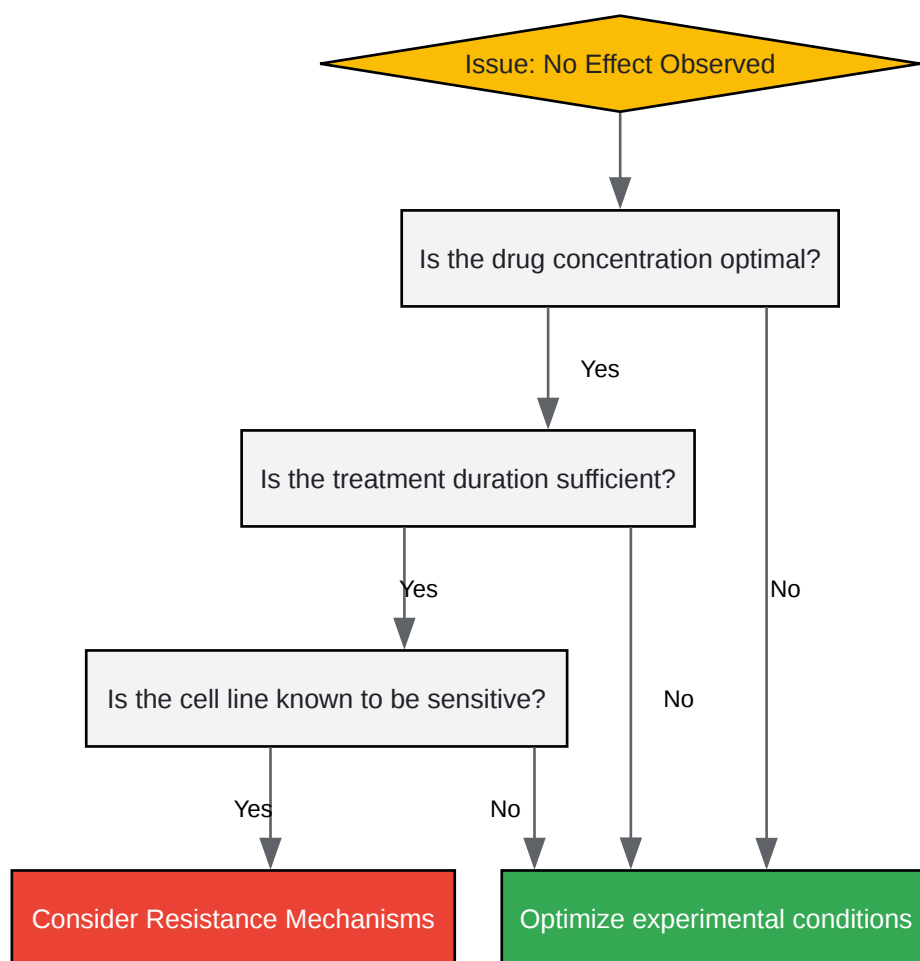 Issue: No Effect Observed
Is the drug concentration optimal?
Yes
Is the treatment duration sufficient?
Yes
No
Is the cell line known to be sensitive?
No
Yes
No
Consider Resistance Mechanisms
Optimize experimental conditions